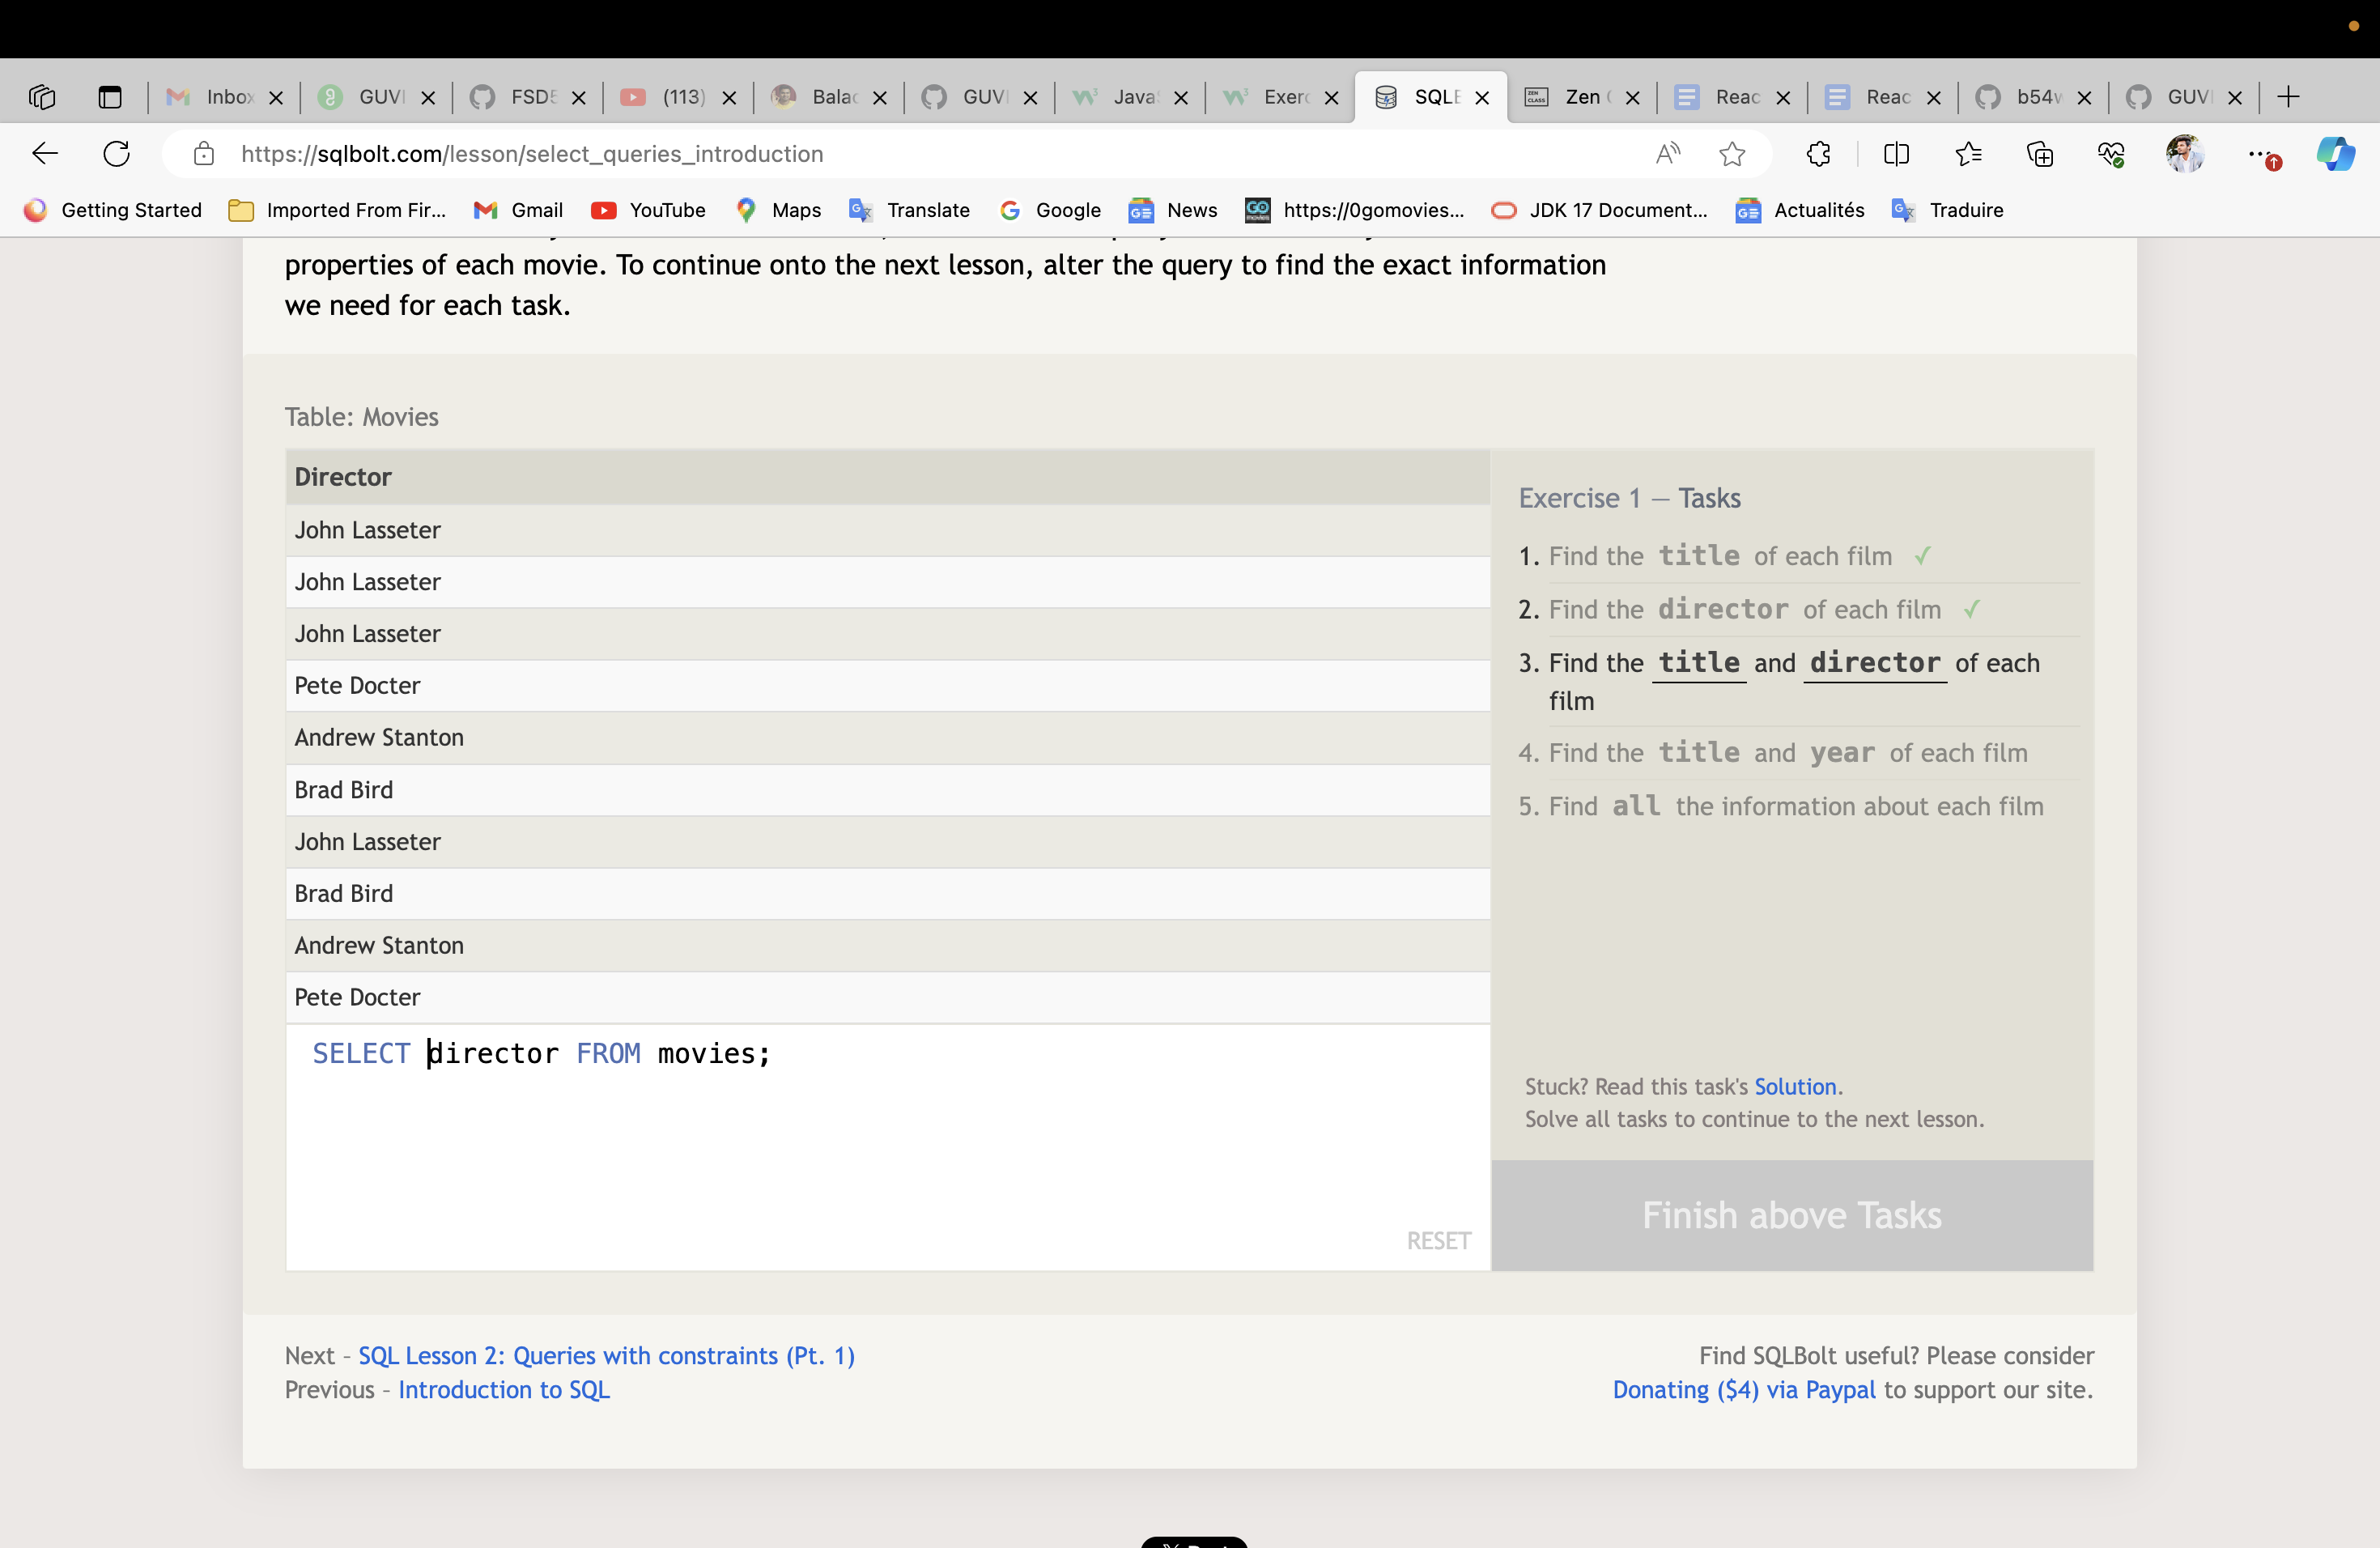 Inbox
GUVI
FSD5
(113)
Balac
GUVI
Java
Exerc
SQLB
ZEN CLASS
Zen
Reac
Reac
b54w
GUVI
https://sqlbolt.com/lesson/select_queries_introduction
Getting Started
Imported From Fir...
Gmail
YouTube
Maps
Translate
Google
News
https://0gomovies...
JDK 17 Document...
Actualités
Traduire
properties of each movie. To continue onto the next lesson, alter the query to find the exact information
we need for each task.
Table: Movies
Director
John Lasseter
John Lasseter
John Lasseter
Pete Docter
Andrew Stanton
Brad Bird
John Lasseter
Brad Bird
Andrew Stanton
Pete Docter
SELECT director FROM movies;
RESET
Exercise 1 — Tasks
1. Find the title of each film ✓
2. Find the director of each film ✓
3. Find the title and director of each
film
4. Find the title and year of each film
5. Find all the information about each film
Stuck? Read this task's Solution.
Solve all tasks to continue to the next lesson.
Finish above Tasks
Next – SQL Lesson 2: Queries with constraints (Pt. 1)
Previous – Introduction to SQL
Find SQLBolt useful? Please consider
Donating ($4) via Paypal to support our site.